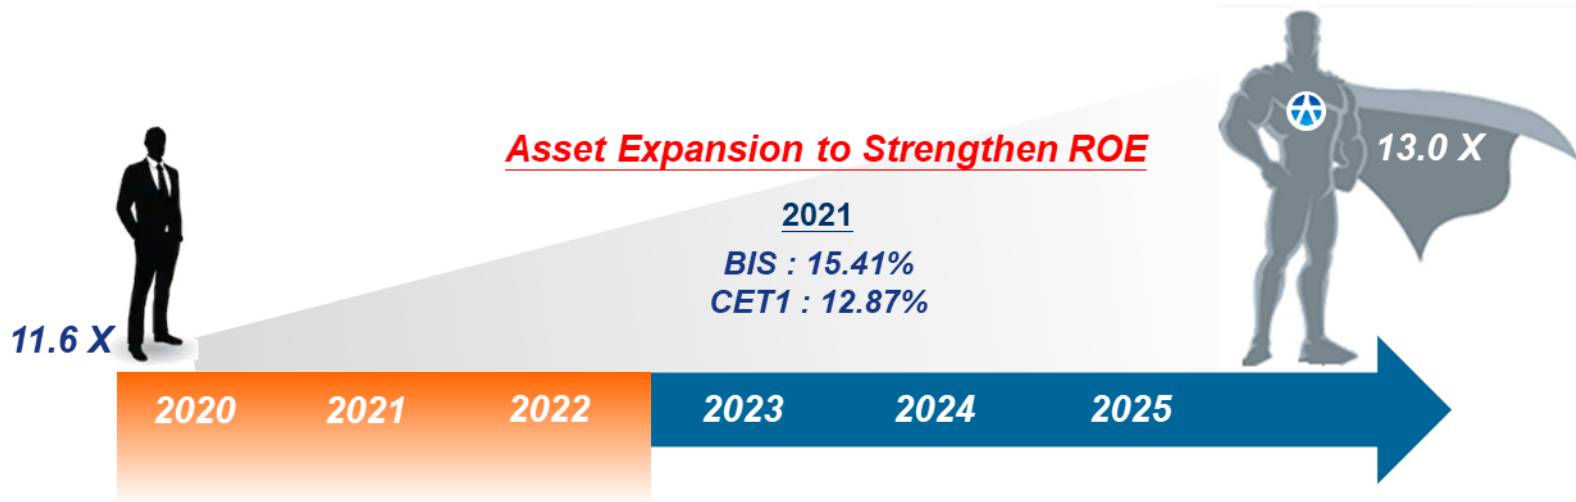 Asset Expansion to Strengthen ROE
13.0 X
2021
BIS : 15.41%
CET1 : 12.87%
11.6 X
2020 2021 2022 2023 2024 2025